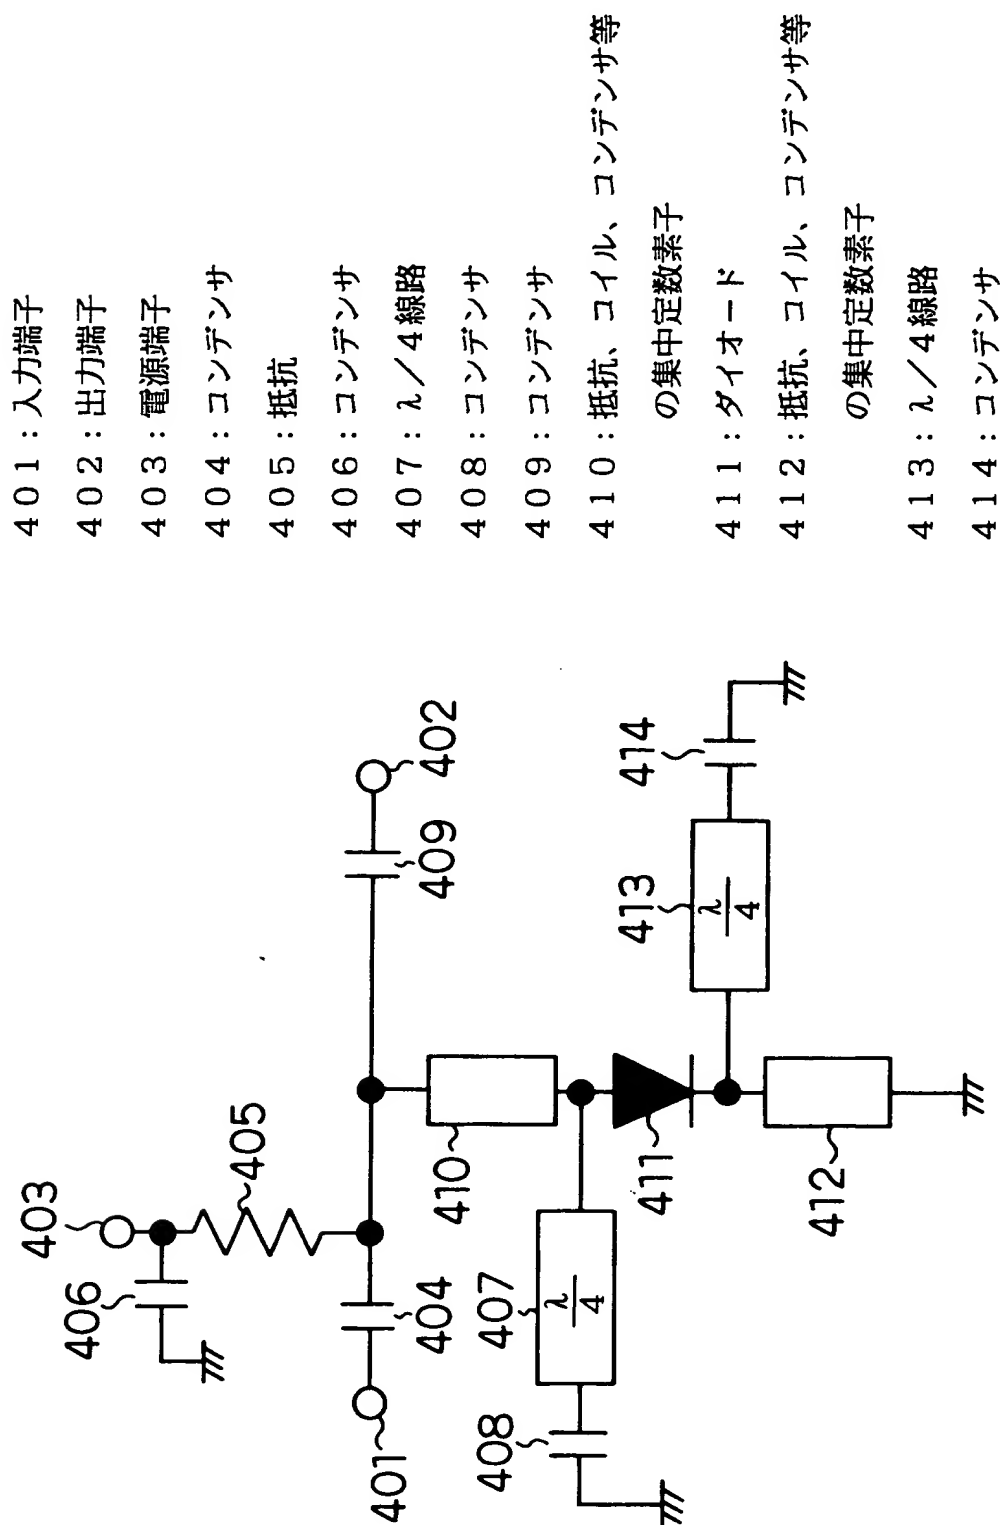 ４０１：入力端子
４０２：出力端子
４０３：電源端子
４０４：コンデンサ
４０５：抵抗
４０６：コンデンサ
４０７：λ／４線路
４０８：コンデンサ
４０９：コンデンサ
４１０：抵抗、コイル、コンデンサ等
の集中定数素子
４１１：ダイオード
４１２：抵抗、コイル、コンデンサ等
の集中定数素子
４１３：λ／４線路
４１４：コンデンサ
403
406
405
401
404
409
402
410
408
407
λ
4
411
413
λ
4
414
412